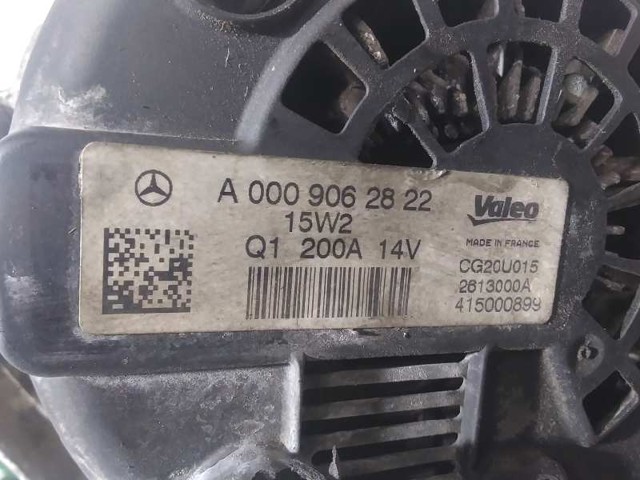 A 000 906 28 22
15W2
Q1 200A 14V
Valeo
MADE IN FRANCE
CG20U015
2613000A
415000899